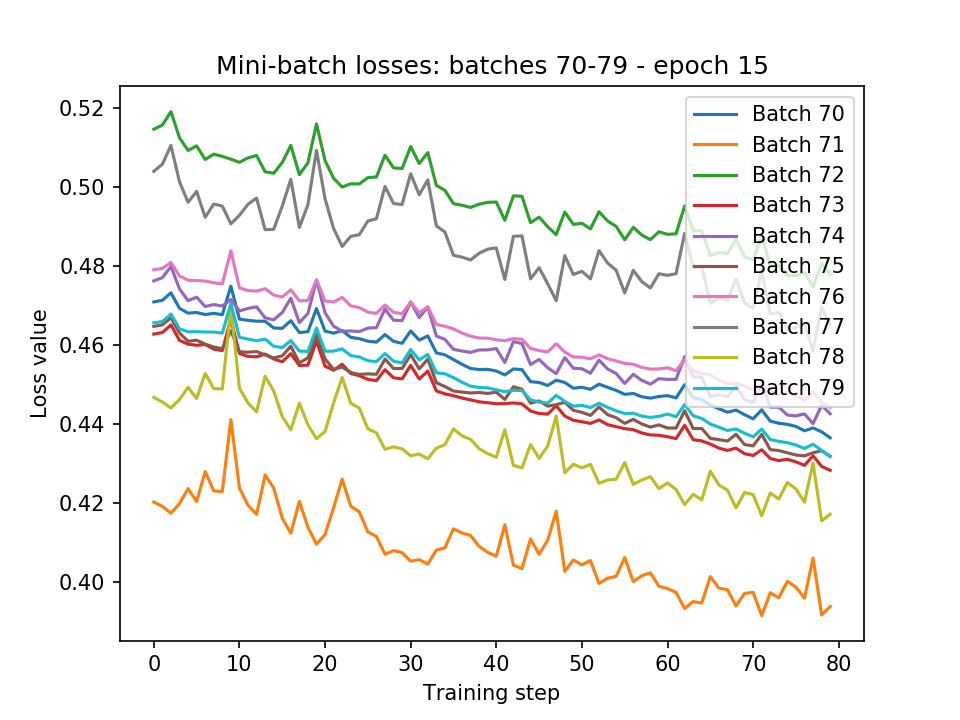 Mini-batch losses: batches 70-79 - epoch 15
0.52
0.50
0.48
0.46
0.44
0.42
0.40
Loss value
0
10
20
30
40
50
60
70
80
Training step
Batch 70
Batch 71
Batch 72
Batch 73
Batch 74
Batch 75
Batch 76
Batch 77
Batch 78
Batch 79